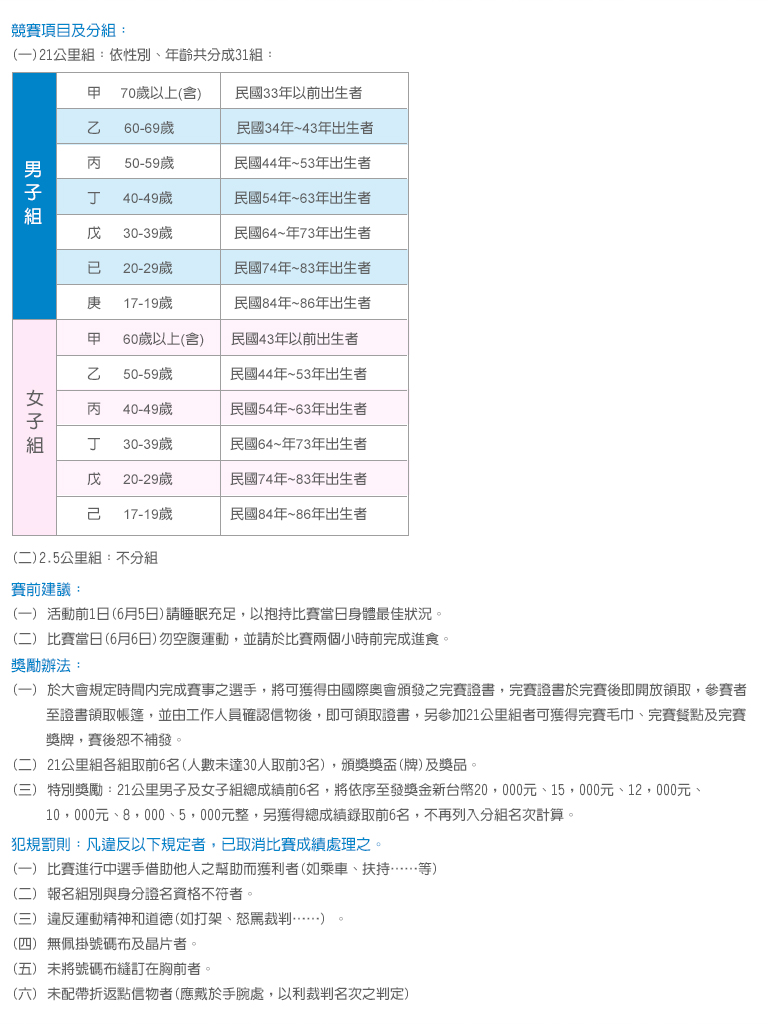 競賽項目及分組：
(一)21公里組：依性別、年齡共分成31組：
男子組
甲 70歲以上(含) 民國33年以前出生者
乙 60-69歲 民國34年~43年出生者
丙 50-59歲 民國44年~53年出生者
丁 40-49歲 民國54年~63年出生者
戊 30-39歲 民國64~年73年出生者
已 20-29歲 民國74年~83年出生者
庚 17-19歲 民國84年~86年出生者
女子組
甲 60歲以上(含) 民國43年以前出生者
乙 50-59歲 民國44年~53年出生者
丙 40-49歲 民國54年~63年出生者
丁 30-39歲 民國64~年73年出生者
戊 20-29歲 民國74年~83年出生者
己 17-19歲 民國84年~86年出生者
(二)2.5公里組：不分組
賽前建議：
(一) 活動前1日(6月5日)請睡眠充足，以抱持比賽當日身體最佳狀況。
(二) 比賽當日(6月6日)勿空腹運動，並請於比賽兩個小時前完成進食。
獎勵辦法：
(一) 於大會規定時間內完成賽事之選手，將可獲得由國際奧會頒發之完賽證書，完賽證書於完賽後即開放領取，參賽者
至證書領取帳篷，並由工作人員確認信物後，即可領取證書，另參加21公里組者可獲得完賽毛巾、完賽餐點及完賽
獎牌，賽後恕不補發。
(二) 21公里組各組取前6名(人數未達30人取前3名)，頒獎獎盃(牌)及獎品。
(三) 特別獎勵：21公里男子及女子組總成績前6名，將依序至發獎金新台幣20，000元、15，000元、12，000元、
10，000元、8，000、5，000元整，另獲得總成績錄取前6名，不再列入分組名次計算。
犯規罰則：凡違反以下規定者，已取消比賽成績處理之。
(一) 比賽進行中選手借助他人之幫助而獲利者(如乘車、扶持……等)
(二) 報名組別與身分證名資格不符者。
(三) 違反運動精神和道德(如打架、怒罵裁判……) 。
(四) 無佩掛號碼布及晶片者。
(五) 未將號碼布縫訂在胸前者。
(六) 未配帶折返點信物者(應戴於手腕處，以利裁判名次之判定)